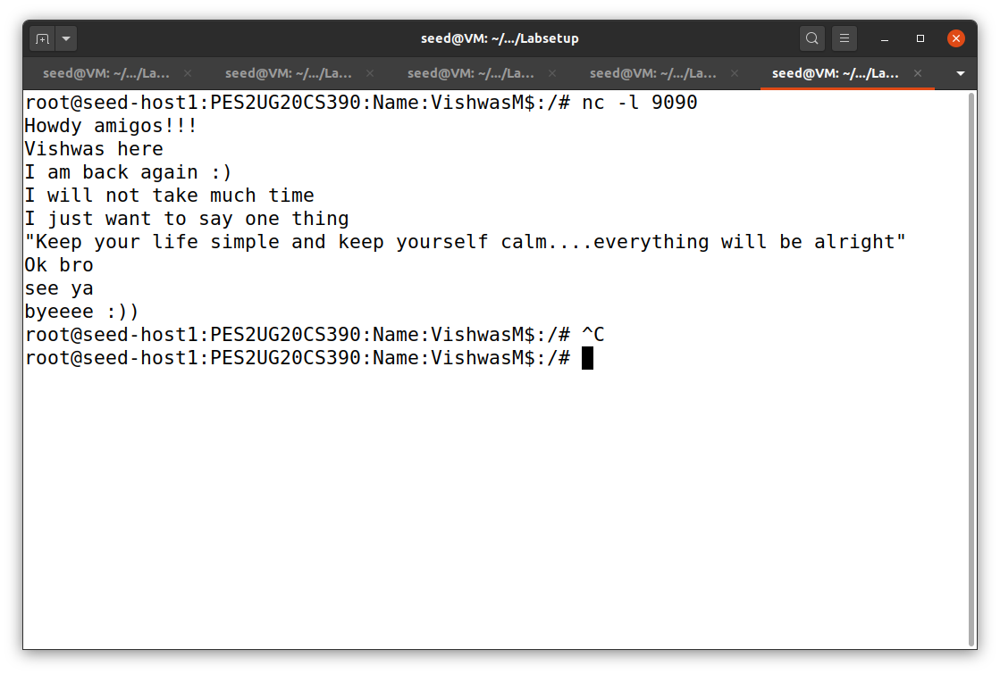 seed@VM: ~/.../Labsetup
seed@VM: ~/.../La... seed@VM: ~/.../La... seed@VM: ~/.../La... seed@VM: ~/.../La... seed@VM: ~/.../La...
root@seed-host1:PES2UG20CS390:Name:VishwasM$:/# nc -l 9090
Howdy amigos!!!
Vishwas here
I am back again :)
I will not take much time
I just want to say one thing
"Keep your life simple and keep yourself calm....everything will be alright"
Ok bro
see ya
byeeee :))
root@seed-host1:PES2UG20CS390:Name:VishwasM$:/# ^C
root@seed-host1:PES2UG20CS390:Name:VishwasM$:/#